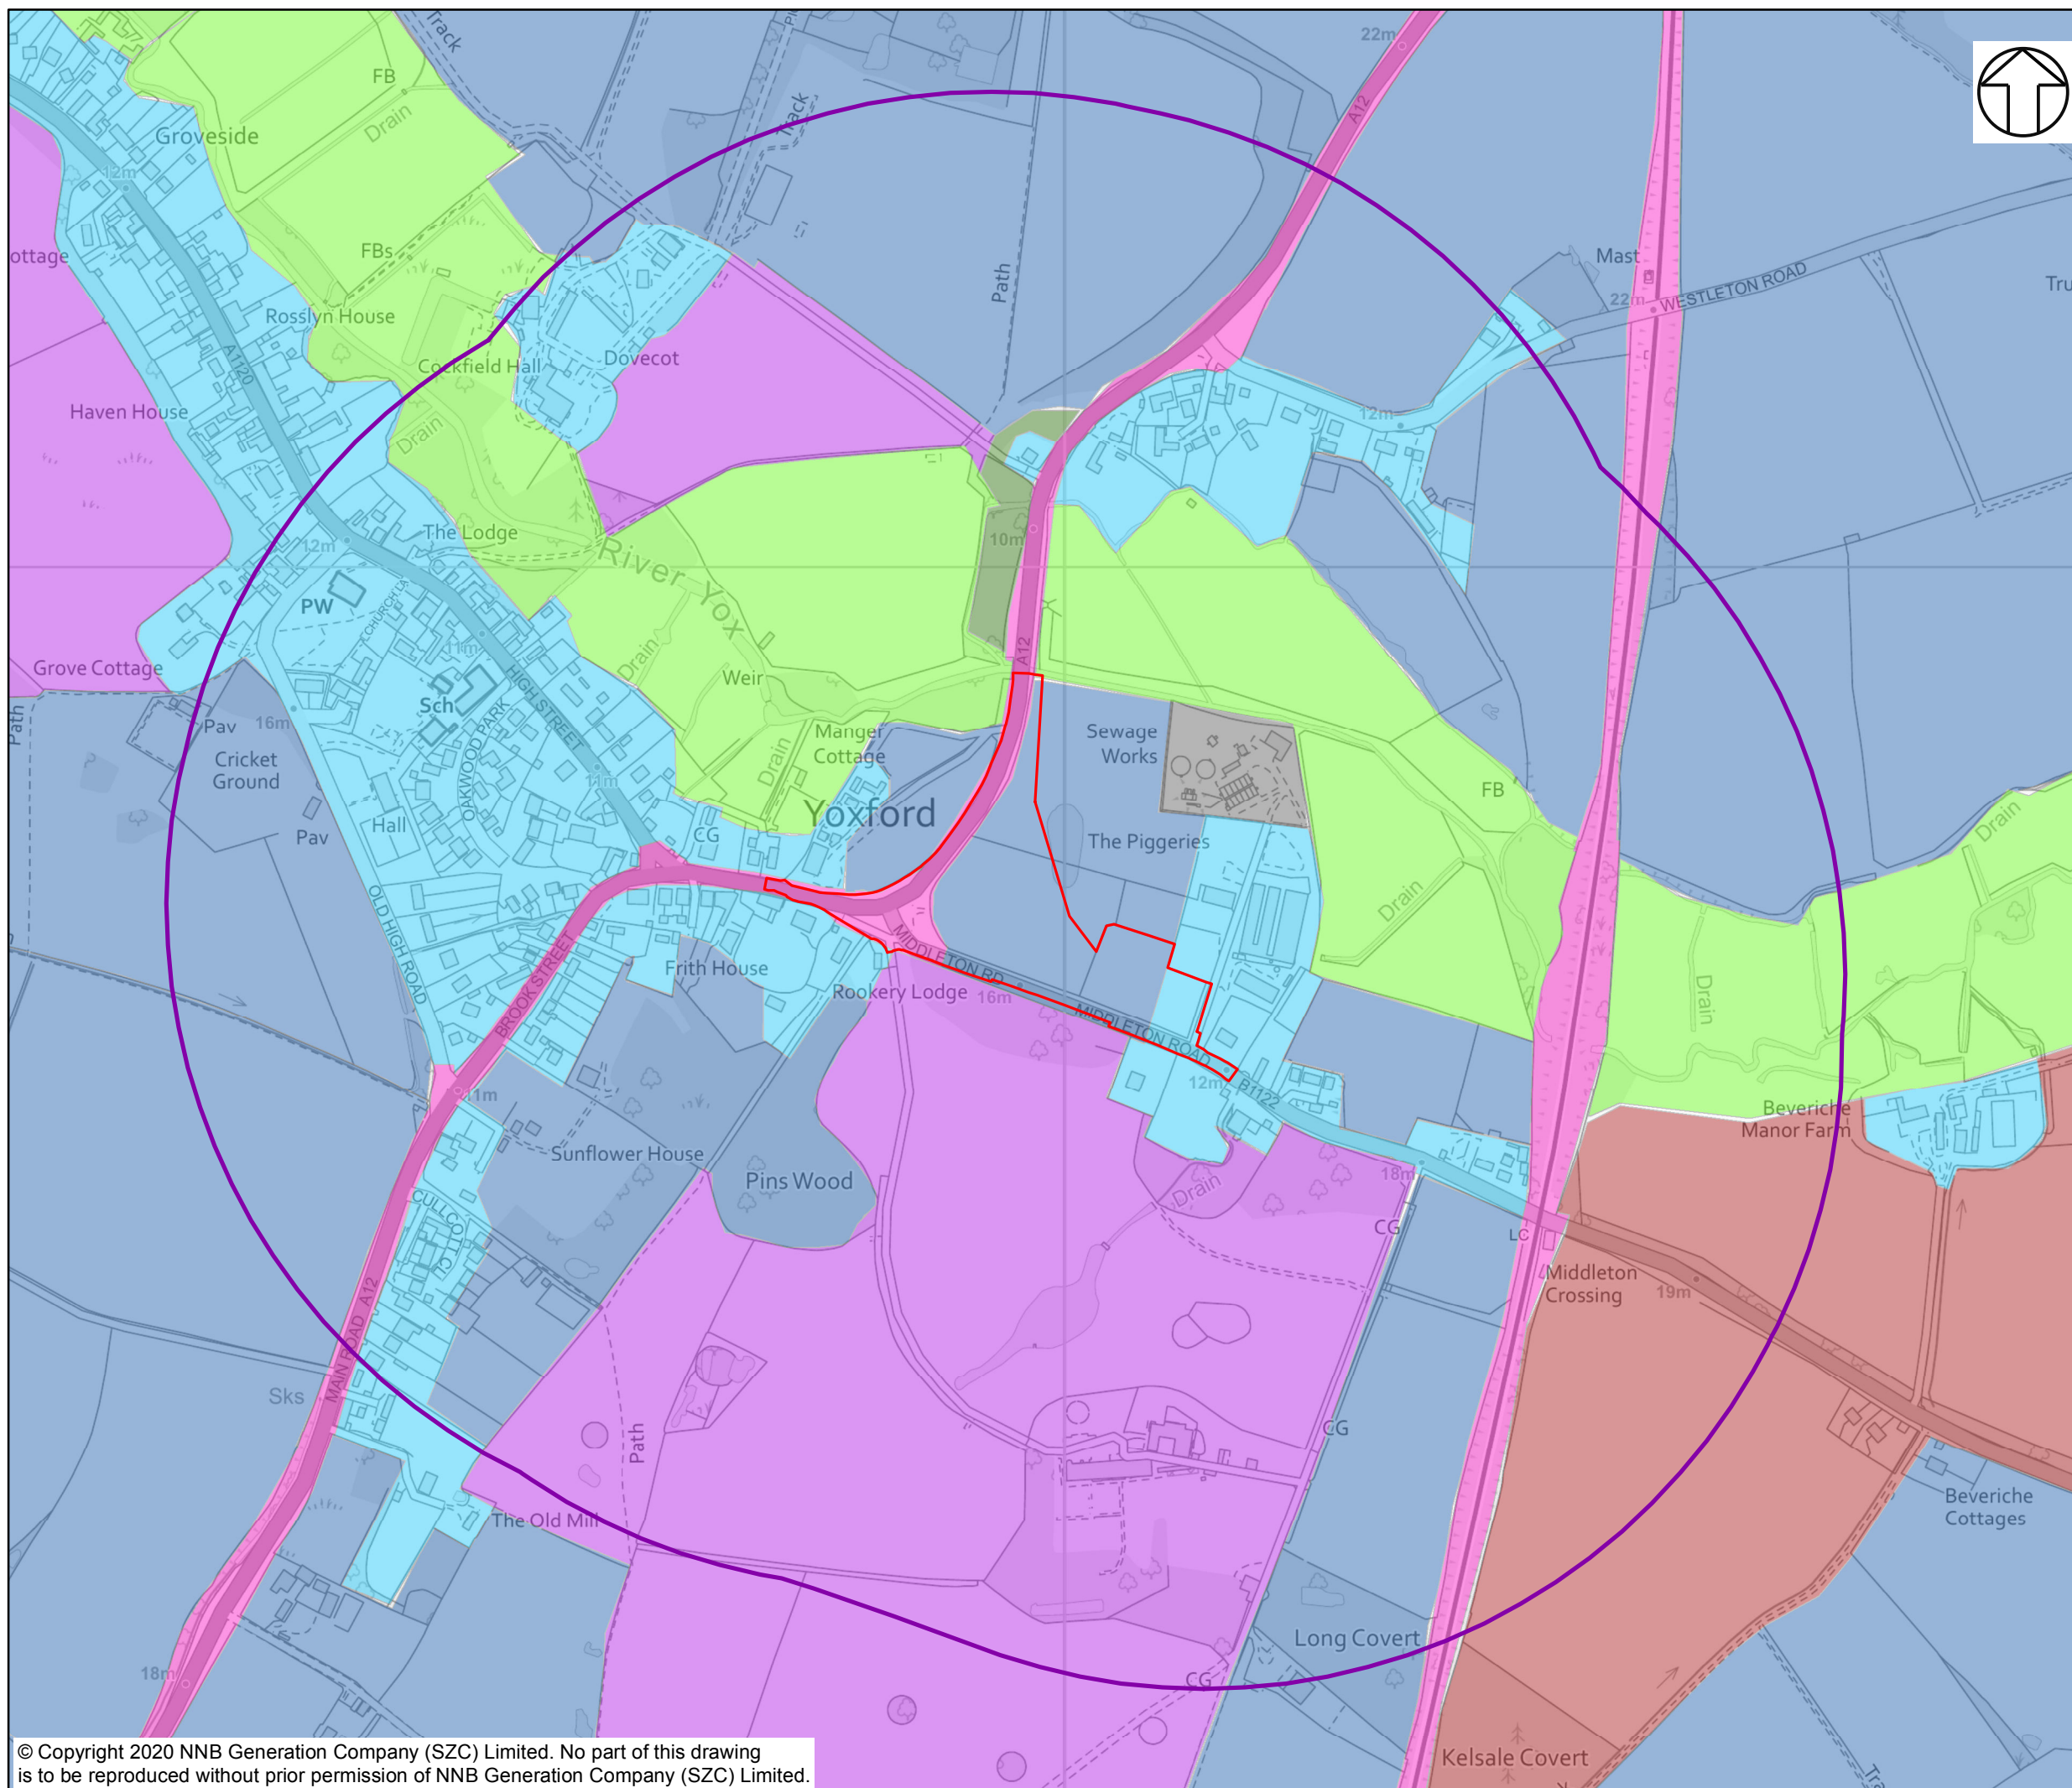 Track
22m
FB
Drain
Track
A12
Groveside
12m
ottage
FBs
Path
Mast
22m
WESTLETON ROAD
Tru
Rosslyn House
A1120
Cockfield Hall
Dovecot
Haven House
12m
Drain
The Lodge
12m
River Yox
10m
PW
CHURCH LA
11m
A12
Grove Cottage
Drain
Weir
HIGH STREET
Sch
OAKWOOD PARK
Path
Pav
16m
Cricket
Ground
Manger
Cottage
Sewage
Works
Drain
11m
FB
Yoxford
Hall
Pav
CG
The Piggeries
Drain
Drain
OLD HIGH ROAD
BROOK STREET
MIDDLETON RD
Frith House
Rookery Lodge
16m
MIDDLETON ROAD
Drain
12m
B1122
11m
Beveriche
Manor Farm
Sunflower House
Pins Wood
18m
Drain
CULLCOTT CL
CG
LC
Middleton
Crossing
19m
MAIN ROAD
A12
Sks
Path
CG
The Old Mill
Beveriche
Cottages
Long Covert
18m
CG
Kelsale Covert
© Copyright 2020 NNB Generation Company (SZC) Limited. No part of this drawing
is to be reproduced without prior permission of NNB Generation Company (SZC) Limited.